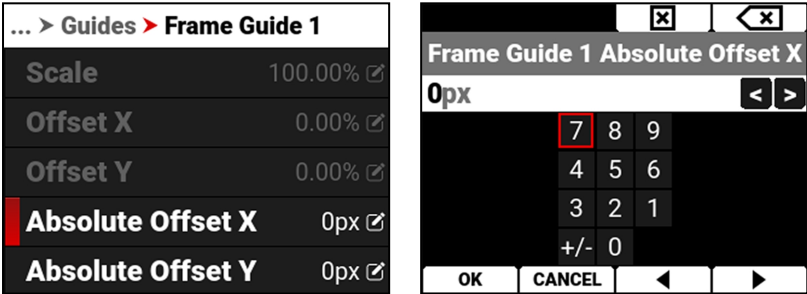 ... > Guides > Frame Guide 1
Scale 100.00%
Offset X 0.00%
Offset Y 0.00%
Absolute Offset X 0px
Absolute Offset Y 0px
Frame Guide 1 Absolute Offset X
0px < >
7 8 9
4 5 6
3 2 1
+/- 0
OK CANCEL ◀ ▶